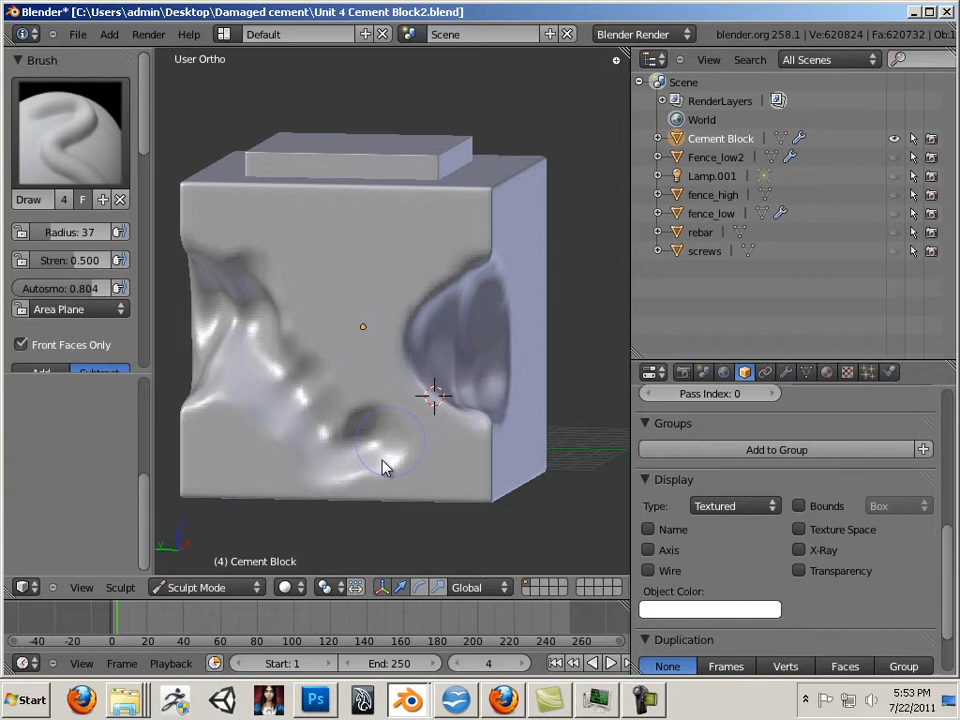 Blender* [C:\Users\admin\Desktop\Damaged cement\Unit 4 Cement Block2.blend]
File Add Render Help Default Scene Blender Render blender.org 258.1 | Ve:620824 | Fa:620732 | Ob:1
Brush
User Ortho
View Search All Scenes
Scene
RenderLayers
World
Cement Block
Fence_low2
Lamp.001
fence_high
fence_low
rebar
screws
Draw 4 F
Radius: 37
Stren: 0.500
Autosmo: 0.804
Area Plane
Front Faces Only
Add Subtract
Pass Index: 0
Groups
Add to Group
Display
Type: Textured Bounds Box
Name Texture Space
Axis X-Ray
Wire Transparency
Object Color:
Duplication
None Frames Verts Faces Group
(4) Cement Block
View Sculpt Sculpt Mode Global
-40 -20 0 20 40 60 80 100 120 140 160 180 200 220 240 260 280
View Frame Playback Start: 1 End: 250 4
Start Ps 5:53 PM
7/22/2011